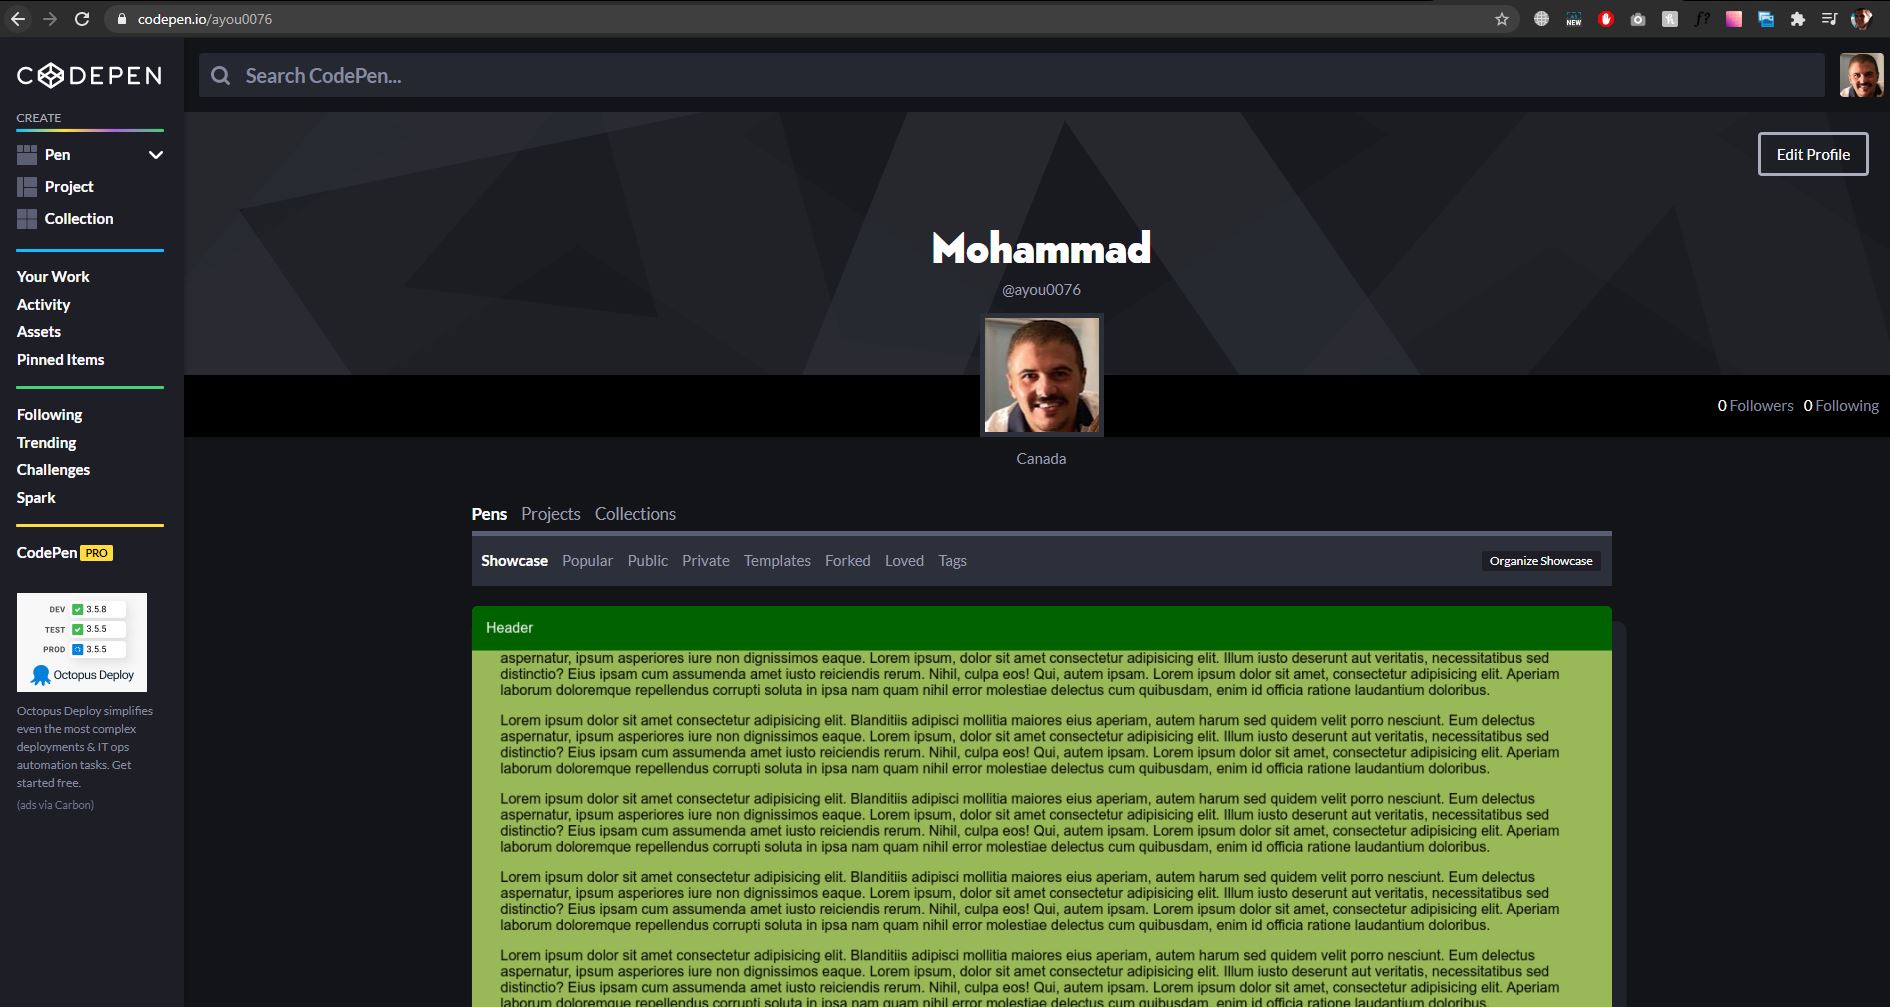 codepen.io/ayou0076
NEW
f?
CODEPEN
Search CodePen...
CREATE
Pen
Project
Collection
Your Work
Activity
Assets
Pinned Items
Following
Trending
Challenges
Spark
CodePen PRO
DEV 3.5.8
TEST 3.5.5
PROD 3.5.5
Octopus Deploy
Octopus Deploy simplifies
even the most complex
deployments & IT ops
automation tasks. Get
started free.
(ads via Carbon)
Edit Profile
Mohammad
@ayou0076
0 Followers 0 Following
Canada
Pens Projects Collections
Showcase Popular Public Private Templates Forked Loved Tags
Organize Showcase
Header
aspernatur, ipsum asperiores iure non dignissimos eaque. Lorem ipsum, dolor sit amet consectetur adipisicing elit. Illum iusto deserunt aut veritatis, necessitatibus sed
distinctio? Eius ipsam cum assumenda amet iusto reiciendis rerum. Nihil, culpa eos! Qui, autem ipsam. Lorem ipsum dolor sit amet, consectetur adipisicing elit. Aperiam
laborum doloremque repellendus corrupti soluta in ipsa nam quam nihil error molestiae delectus cum quibusdam, enim id officia ratione laudantium doloribus.
Lorem ipsum dolor sit amet consectetur adipisicing elit. Blanditiis adipisci mollitia maiores eius aperiam, autem harum sed quidem velit porro nesciunt. Eum delectus
aspernatur, ipsum asperiores iure non dignissimos eaque. Lorem ipsum, dolor sit amet consectetur adipisicing elit. Illum iusto deserunt aut veritatis, necessitatibus sed
distinctio? Eius ipsam cum assumenda amet iusto reiciendis rerum. Nihil, culpa eos! Qui, autem ipsam. Lorem ipsum dolor sit amet, consectetur adipisicing elit. Aperiam
laborum doloremque repellendus corrupti soluta in ipsa nam quam nihil error molestiae delectus cum quibusdam, enim id officia ratione laudantium doloribus.
Lorem ipsum dolor sit amet consectetur adipisicing elit. Blanditiis adipisci mollitia maiores eius aperiam, autem harum sed quidem velit porro nesciunt. Eum delectus
aspernatur, ipsum asperiores iure non dignissimos eaque. Lorem ipsum, dolor sit amet consectetur adipisicing elit. Illum iusto deserunt aut veritatis, necessitatibus sed
distinctio? Eius ipsam cum assumenda amet iusto reiciendis rerum. Nihil, culpa eos! Qui, autem ipsam. Lorem ipsum dolor sit amet, consectetur adipisicing elit. Aperiam
laborum doloremque repellendus corrupti soluta in ipsa nam quam nihil error molestiae delectus cum quibusdam, enim id officia ratione laudantium doloribus.
Lorem ipsum dolor sit amet consectetur adipisicing elit. Blanditiis adipisci mollitia maiores eius aperiam, autem harum sed quidem velit porro nesciunt. Eum delectus
aspernatur, ipsum asperiores iure non dignissimos eaque. Lorem ipsum, dolor sit amet consectetur adipisicing elit. Illum iusto deserunt aut veritatis, necessitatibus sed
distinctio? Eius ipsam cum assumenda amet iusto reiciendis rerum. Nihil, culpa eos! Qui, autem ipsam. Lorem ipsum dolor sit amet, consectetur adipisicing elit. Aperiam
laborum doloremque repellendus corrupti soluta in ipsa nam quam nihil error molestiae delectus cum quibusdam, enim id officia ratione laudantium doloribus.
Lorem ipsum dolor sit amet consectetur adipisicing elit. Blanditiis adipisci mollitia maiores eius aperiam, autem harum sed quidem velit porro nesciunt. Eum delectus
aspernatur, ipsum asperiores iure non dignissimos eaque. Lorem ipsum, dolor sit amet consectetur adipisicing elit. Illum iusto deserunt aut veritatis, necessitatibus sed
distinctio? Eius ipsam cum assumenda amet iusto reiciendis rerum. Nihil, culpa eos! Qui, autem ipsam. Lorem ipsum dolor sit amet, consectetur adipisicing elit. Aperiam
laborum doloremque repellendus corrupti soluta in ipsa nam quam nihil error molestiae delectus cum quibusdam, enim id officia ratione laudantium doloribus.